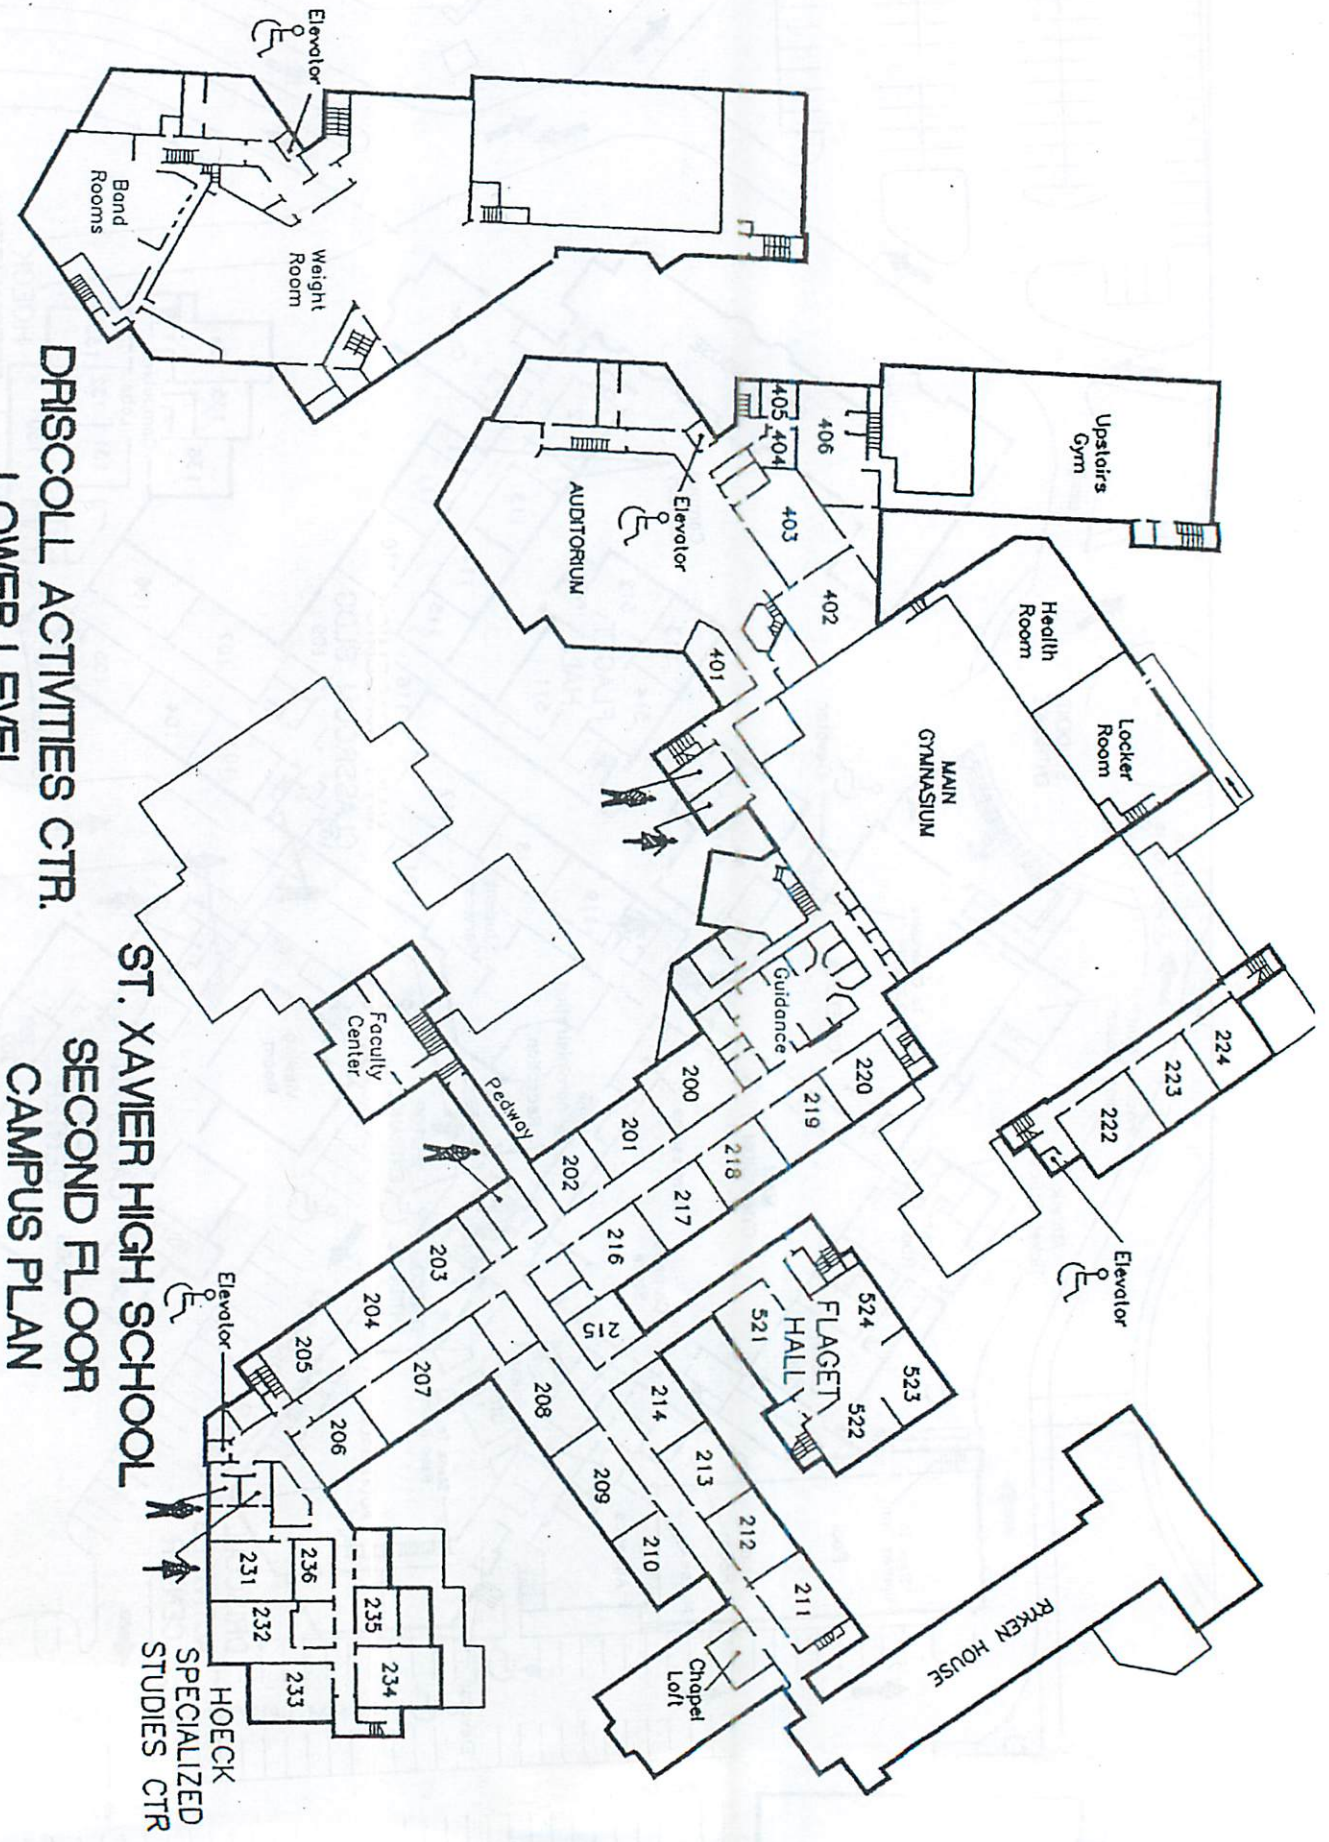 Elevator
Band
Rooms
Weight
Room
DRISCOLL ACTIVITIES CTR.
LOWER LEVEL
Upstairs
Gym
405
404
406
403
402
401
Elevator
AUDITORIUM
Health
Room
Locker
Room
MAIN
GYMNASIUM
Guidance
Faculty
Center
Pedway
200
201
202
203
204
205
206
207
208
209
210
211
212
213
214
215
216
217
218
219
220
222
223
224
Elevator
FLAGET
HALL
521
522
523
524
RYKEN HOUSE
Chapel
Loft
Elevator
231
232
233
234
235
236
HOECK
SPECIALIZED
STUDIES CTR
ST. XAVIER HIGH SCHOOL
SECOND FLOOR
CAMPUS PLAN